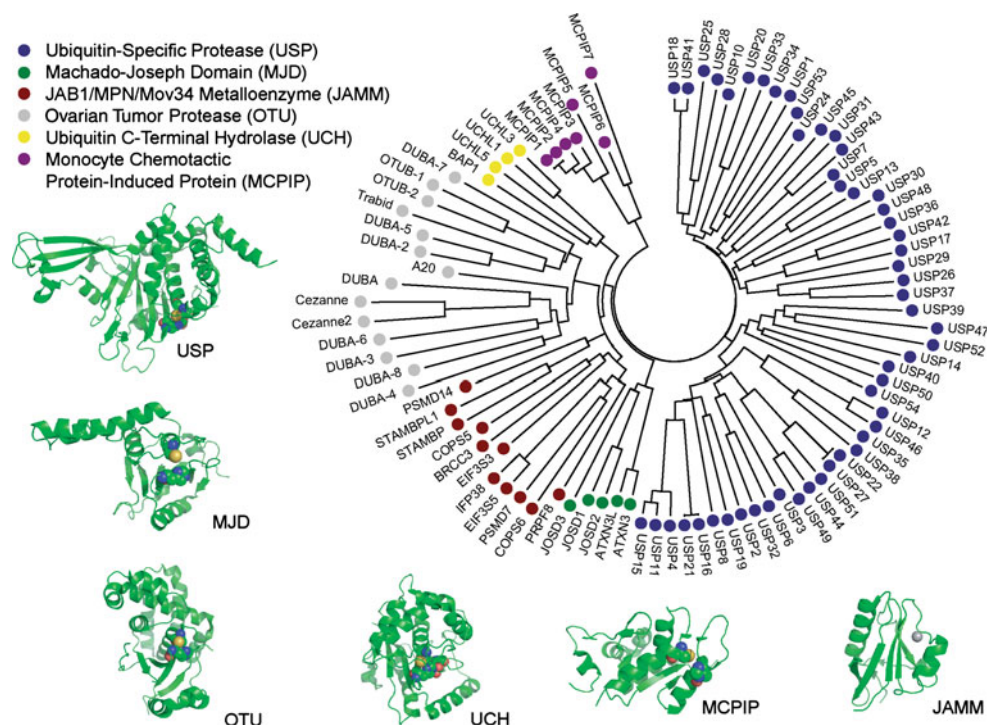 Ubiquitin-Specific Protease (USP)
Machado-Joseph Domain (MJD)
JAB1/MPN/Mov34 Metalloenzyme (JAMM)
Ovarian Tumor Protease (OTU)
Ubiquitin C-Terminal Hydrolase (UCH)
Monocyte Chemotactic
Protein-Induced Protein (MCPIP)
USP
MJD
OTU
UCH
MCPIP
JAMM
USP18
USP41
USP25
USP28
USP10
USP20
USP33
USP34
USP1
USP53
USP24
USP45
USP31
USP43
USP7
USP5
USP13
USP30
USP48
USP36
USP42
USP17
USP29
USP26
USP37
USP39
USP47
USP52
USP14
USP40
USP50
USP54
USP12
USP46
USP35
USP38
USP22
USP27
USP51
USP44
USP49
USP3
USP6
USP32
USP2
USP19
USP8
USP16
USP21
USP4
USP11
USP15
ATXN3
ATXN3L
JOSD2
JOSD1
JOSD3
PRPF8
COPS6
PSMD7
EIF3S5
IFP38
EIF3S3
BRCC3
COPS5
STAMBP
STAMBPL1
PSMD14
DUBA-4
DUBA-8
DUBA-3
DUBA-6
Cezanne2
Cezanne
DUBA
A20
DUBA-2
DUBA-5
Trabid
OTUB-2
OTUB-1
DUBA-7
BAP1
UCHL5
UCHL1
UCHL3
MCPIP1
MCPIP2
MCPIP4
MCPIP3
MCPIP5
MCPIP6
MCPIP7